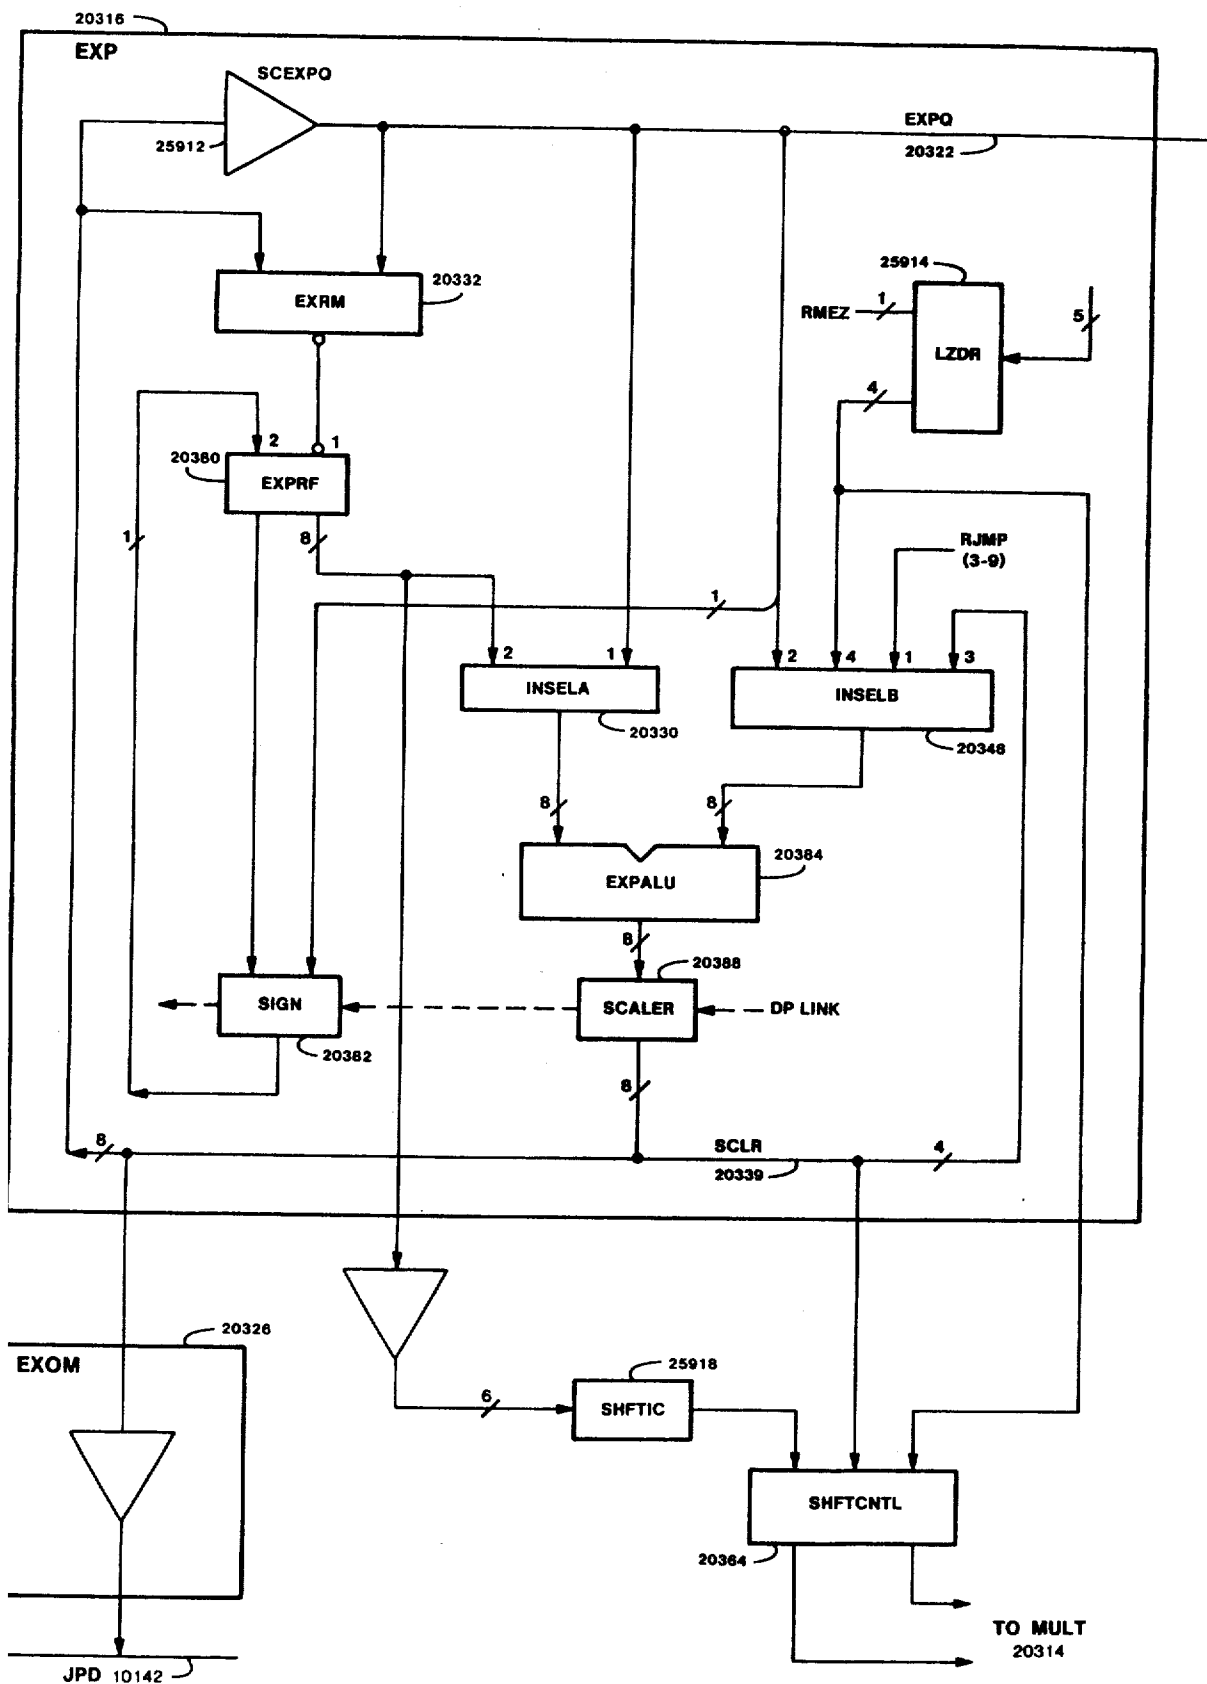 20316
EXP
SCEXPQ
25912
EXPQ
20322
25914
20332
EXRM
RMEZ
1
5
LZDR
4
2
1
20380
EXPRF
1
8
RJMP
(3-9)
1
2
1
2
4
1
3
INSELA
INSELB
20330
20348
8
8
20384
EXPALU
8
20388
SIGN
SCALER
DP LINK
20382
8
8
SCLR
4
20339
20326
EXOM
25918
6
SHFTIC
SHFTCNTL
20364
TO MULT
20314
JPD 10142